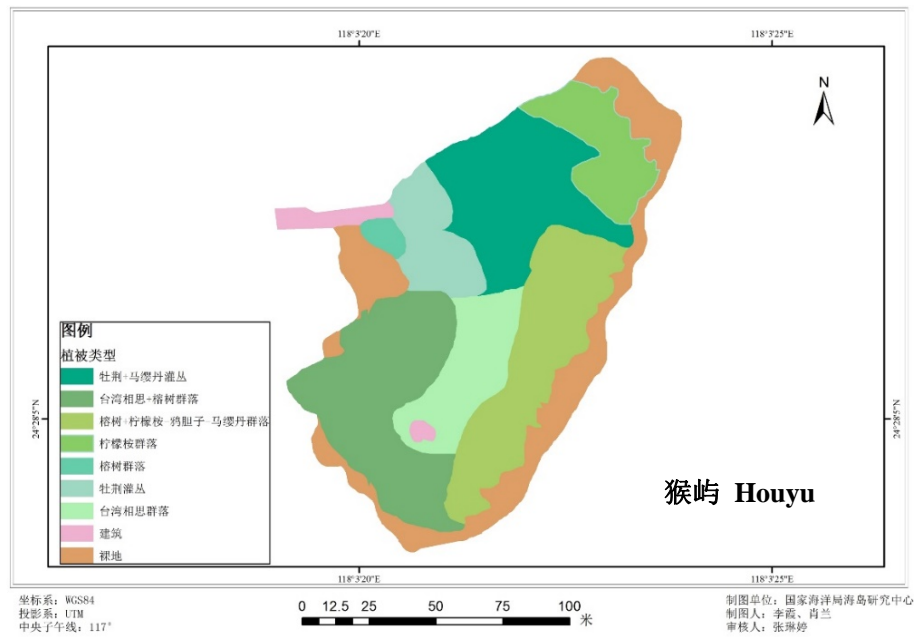 118°3'20"E
118°3'25"E
N
24°28'5"N
24°28'5"N
图例
植被类型
牡荆+马缨丹灌丛
台湾相思+榕树群落
榕树+柠檬桉-鸦胆子-马缨丹群落
柠檬桉群落
榕树群落
牡荆灌丛
台湾相思群落
建筑
裸地
猴屿 Houyu
118°3'20"E
118°3'25"E
坐标系：WGS84
投影系：UTM
中央子午线：117°
0 12.5 25 50 75 100
米
制图单位：国家海洋局海岛研究中心
制图人：李霞、肖兰
审核人：张琳婷